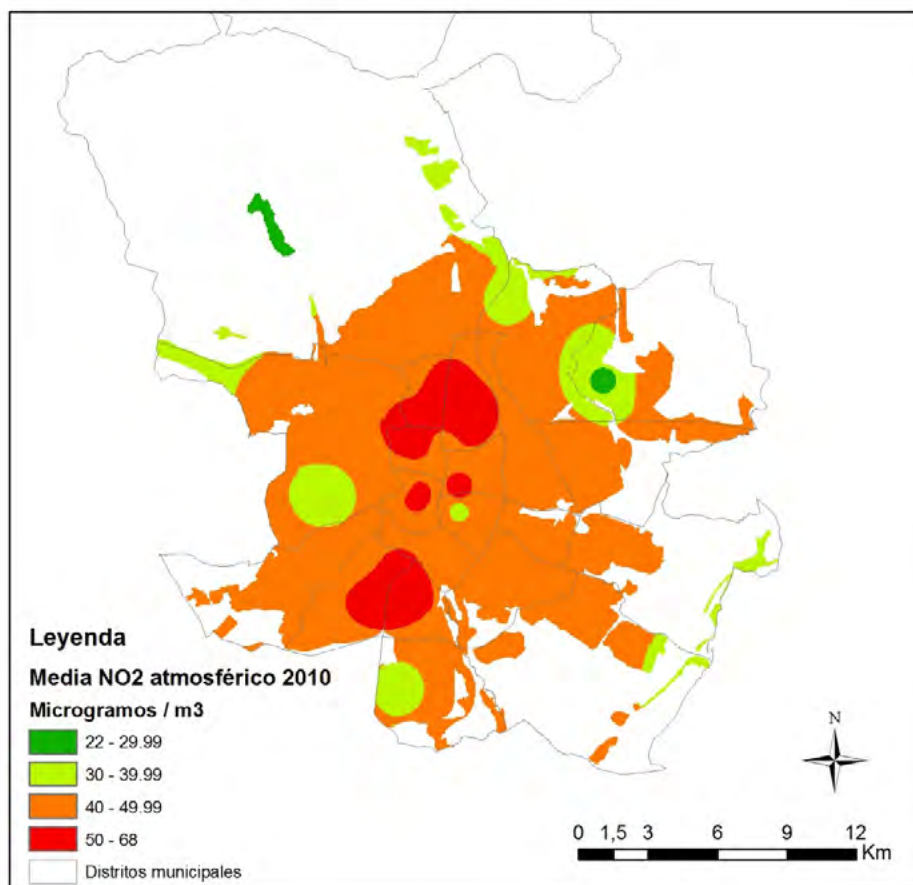 Leyenda
Media NO2 atmosférico 2010
Microgramos / m3
22 - 29.99
30 - 39.99
40 - 49.99
50 - 68
Distritos municipales
N
0 1,5 3 6 9 12
Km